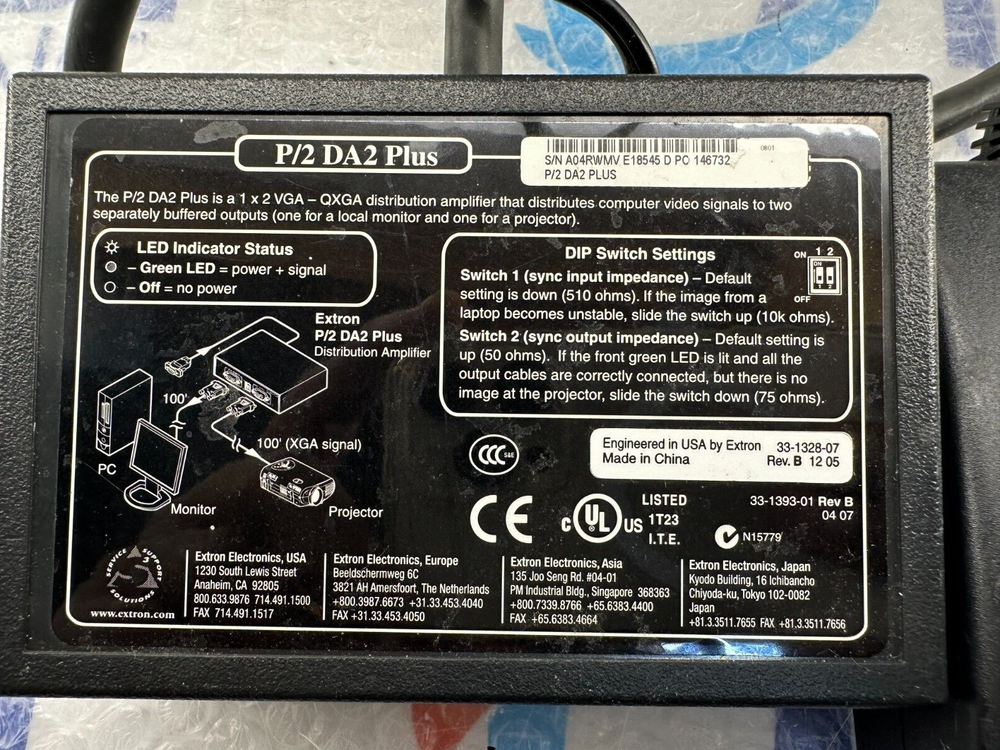 P/2 DA2 Plus
0801
S/N A04RWMV E18545 D PO 146732
P/2 DA2 PLUS
The P/2 DA2 Plus is a 1 x 2 VGA – QXGA distribution amplifier that distributes computer video signals to two
separately buffered outputs (one for a local monitor and one for a projector).
LED Indicator Status
– Green LED = power + signal
– Off = no power
DIP Switch Settings
1 2
ON
ON
1 2
OFF
Switch 1 (sync input impedance) – Default
setting is down (510 ohms). If the image from a
laptop becomes unstable, slide the switch up (10k ohms).
Switch 2 (sync output impedance) – Default setting is
up (50 ohms). If the front green LED is lit and all the
output cables are correctly connected, but there is no
image at the projector, slide the switch down (75 ohms).
Extron
P/2 DA2 Plus
Distribution Amplifier
100'
100' (XGA signal)
PC
Monitor
Projector
CCC S&E
Engineered in USA by Extron 33-1328-07
Made in China Rev. B 12 05
CE
c UL US
LISTED
1T23
I.T.E.
33-1393-01 Rev B
04 07
N15779
SERVICE SUPPORT SOLUTIONS
www.extron.com
Extron Electronics, USA
1230 South Lewis Street
Anaheim, CA 92805
800.633.9876 714.491.1500
FAX 714.491.1517
Extron Electronics, Europe
Beeldschermweg 6C
3821 AH Amersfoort, The Netherlands
+800.3987.6673 +31.33.453.4040
FAX +31.33.453.4050
Extron Electronics, Asia
135 Joo Seng Rd. #04-01
PM Industrial Bldg., Singapore 368363
+800.7339.8766 +65.6383.4400
FAX +65.6383.4664
Extron Electronics, Japan
Kyodo Building, 16 Ichibancho
Chiyoda-ku, Tokyo 102-0082
Japan
+81.3.3511.7655 FAX +81.3.3511.7656